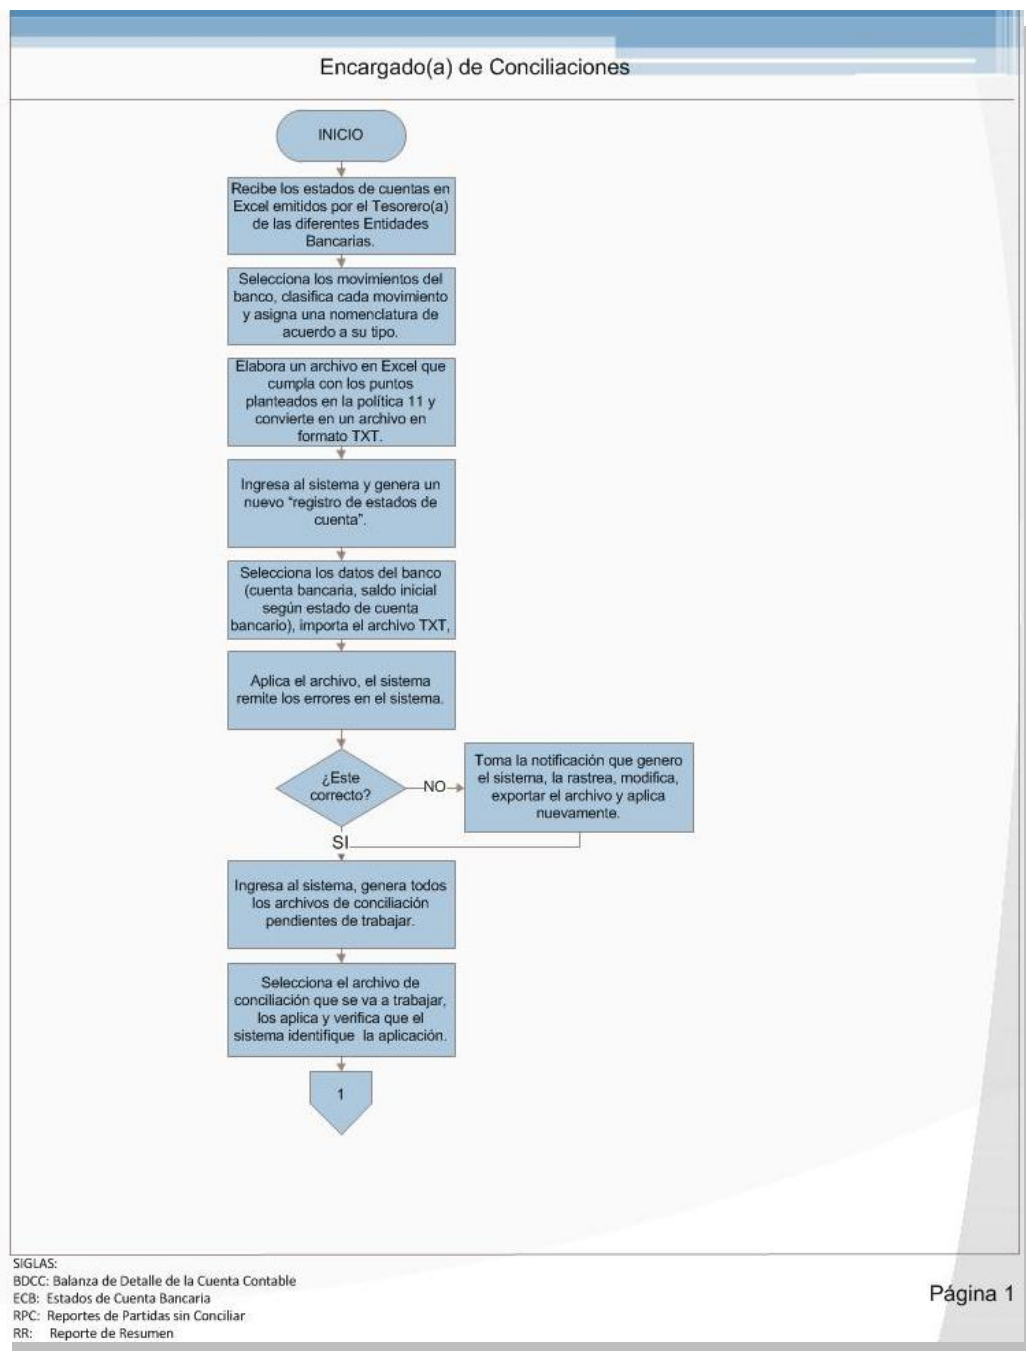 Encargado(a) de Conciliaciones
INICIO
Recibe los estados de cuentas en
Excel emitidos por el Tesorero(a)
de las diferentes Entidades
Bancarias.
Selecciona los movimientos del
banco, clasifica cada movimiento
y asigna una nomenclatura de
acuerdo a su tipo.
Elabora un archivo en Excel que
cumpla con los puntos
planteados en la política 11 y
convierte en un archivo en
formato TXT.
Ingresa al sistema y genera un
nuevo “registro de estados de
cuenta”.
Selecciona los datos del banco
(cuenta bancaria, saldo inicial
según estado de cuenta
bancario), importa el archivo TXT,
Aplica el archivo, el sistema
remite los errores en el sistema.
¿Este
correcto?
NO
Toma la notificación que genero
el sistema, la rastrea, modifica,
exportar el archivo y aplica
nuevamente.
SI
Ingresa al sistema, genera todos
los archivos de conciliación
pendientes de trabajar.
Selecciona el archivo de
conciliación que se va a trabajar,
los aplica y verifica que el
sistema identifique la aplicación.
1
SIGLAS:
BDCC: Balanza de Detalle de la Cuenta Contable
ECB: Estados de Cuenta Bancaria
RPC: Reportes de Partidas sin Conciliar
RR: Reporte de Resumen
Página 1